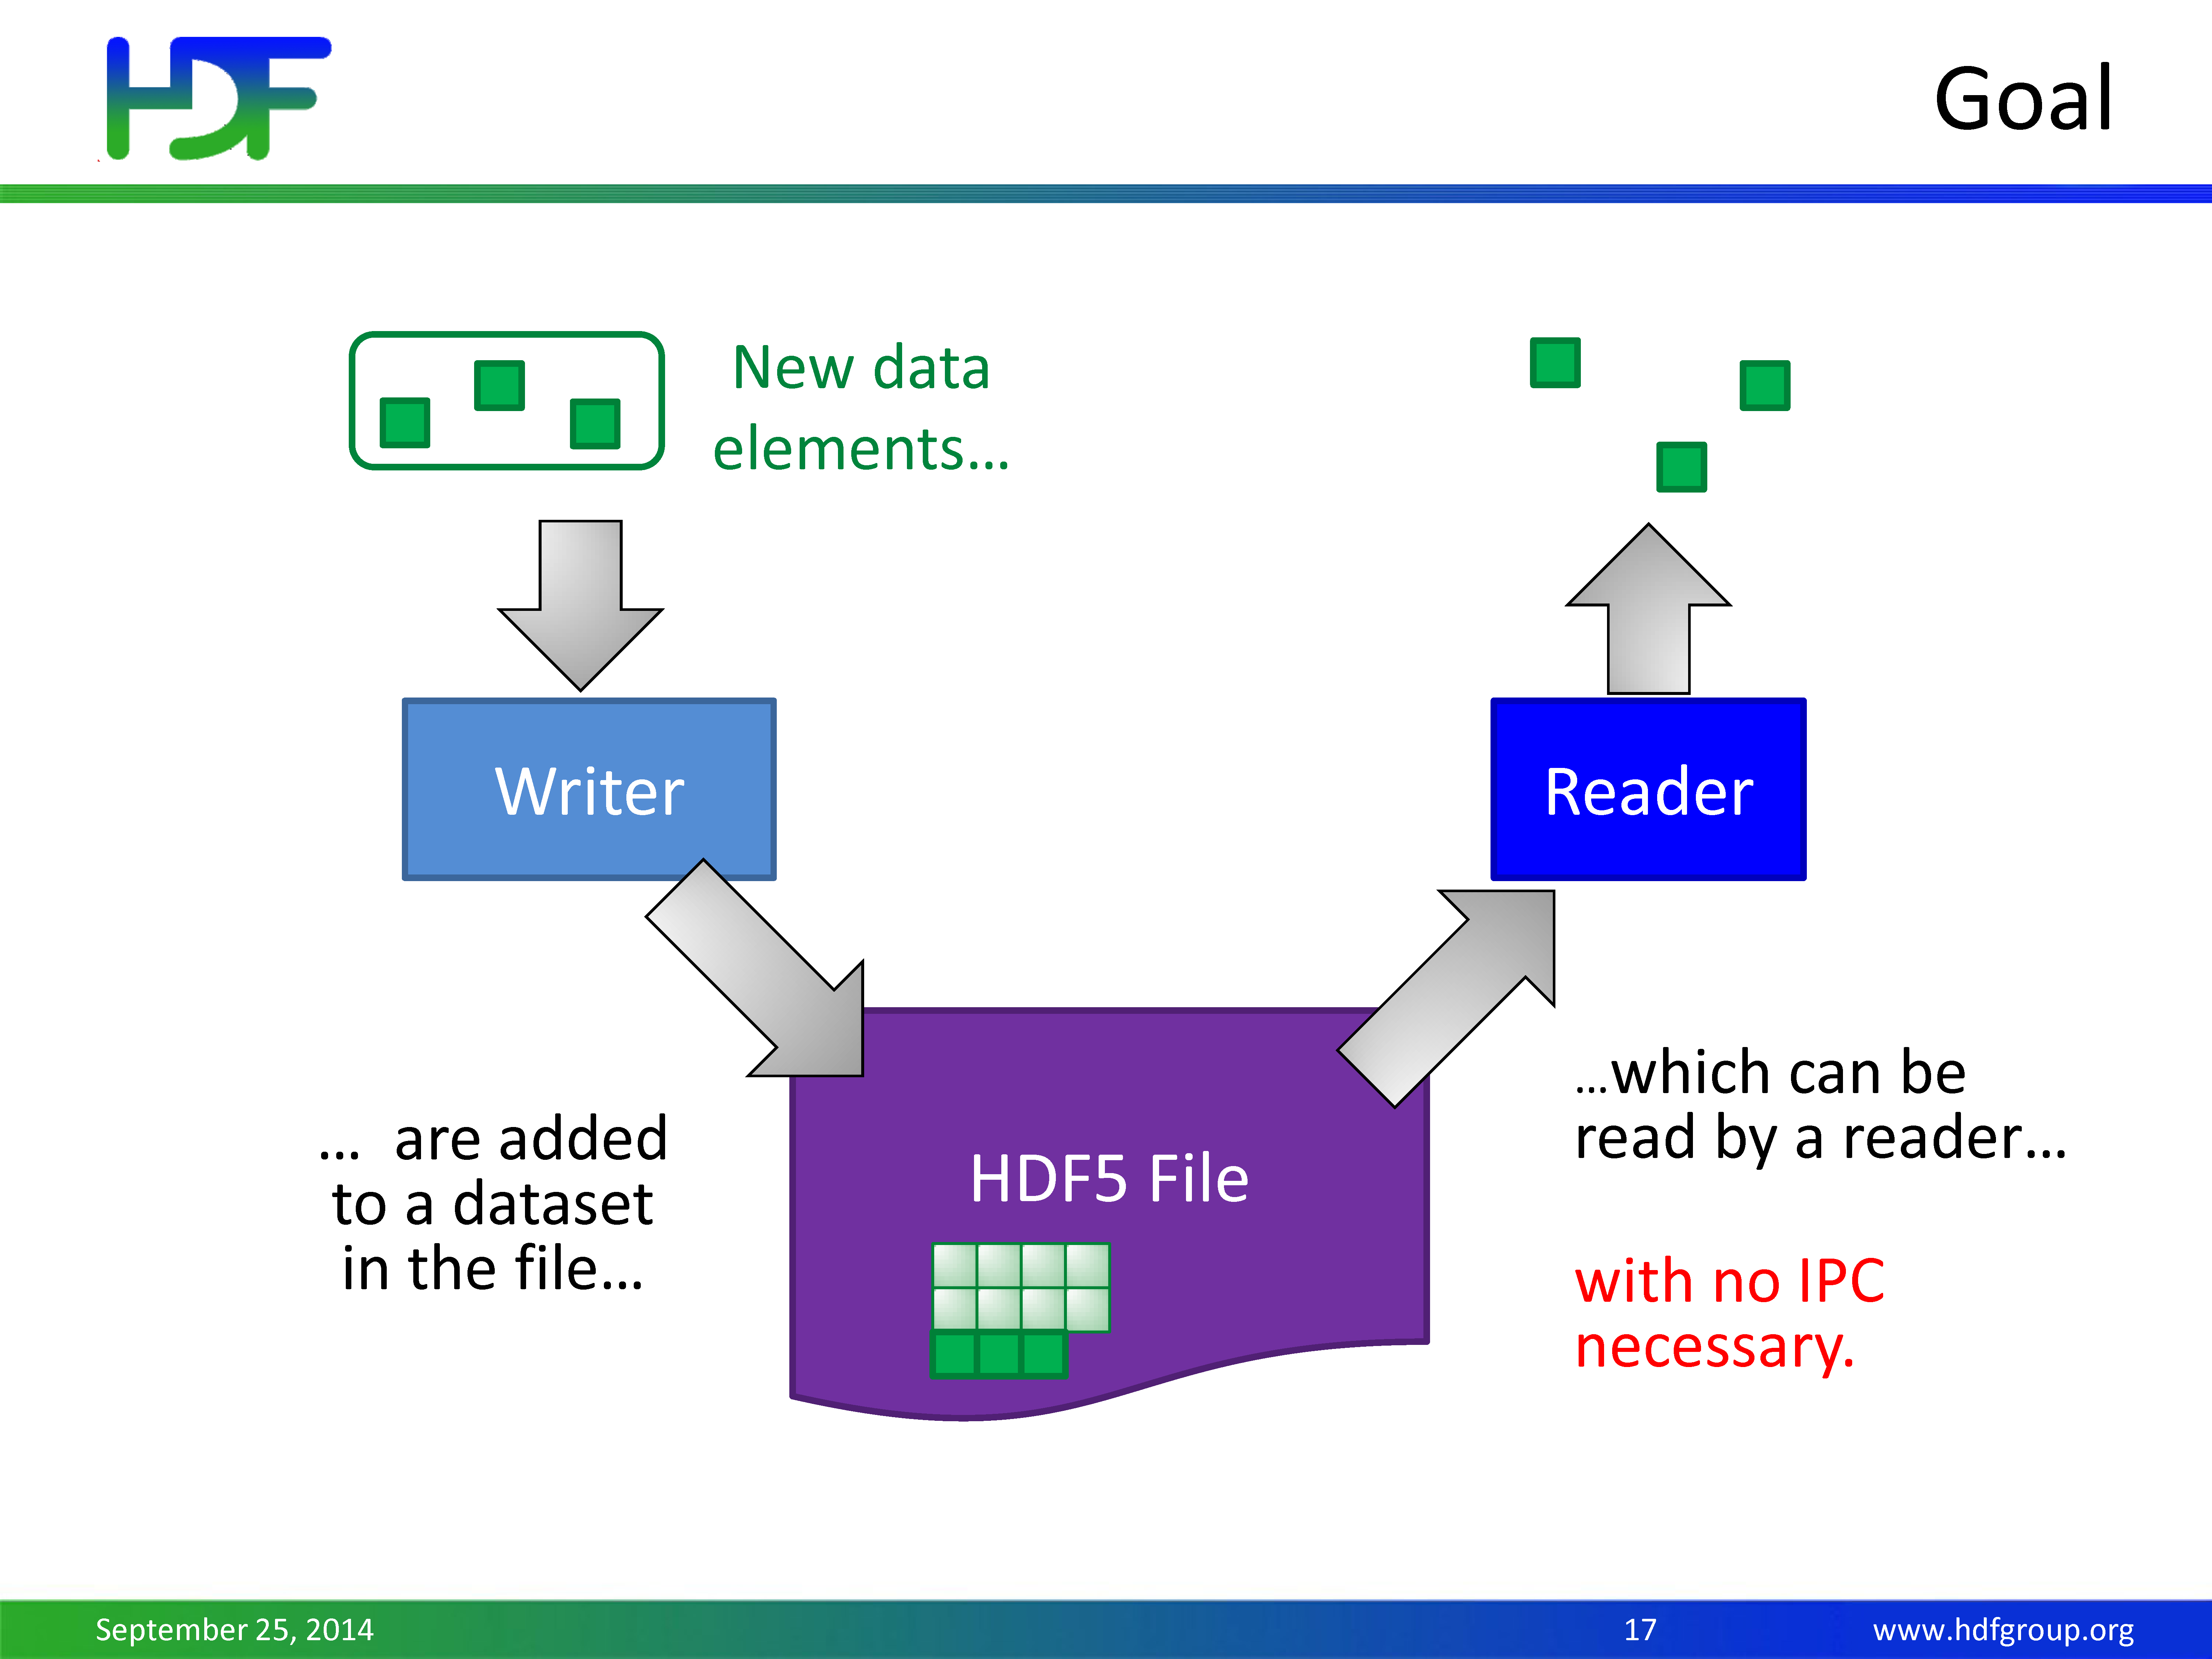 HDF
Goal
New data
elements...
Writer
Reader
... are added
to a dataset
in the file...
HDF5 File
...which can be
read by a reader...
with no IPC
necessary.
September 25, 2014
17
www.hdfgroup.org